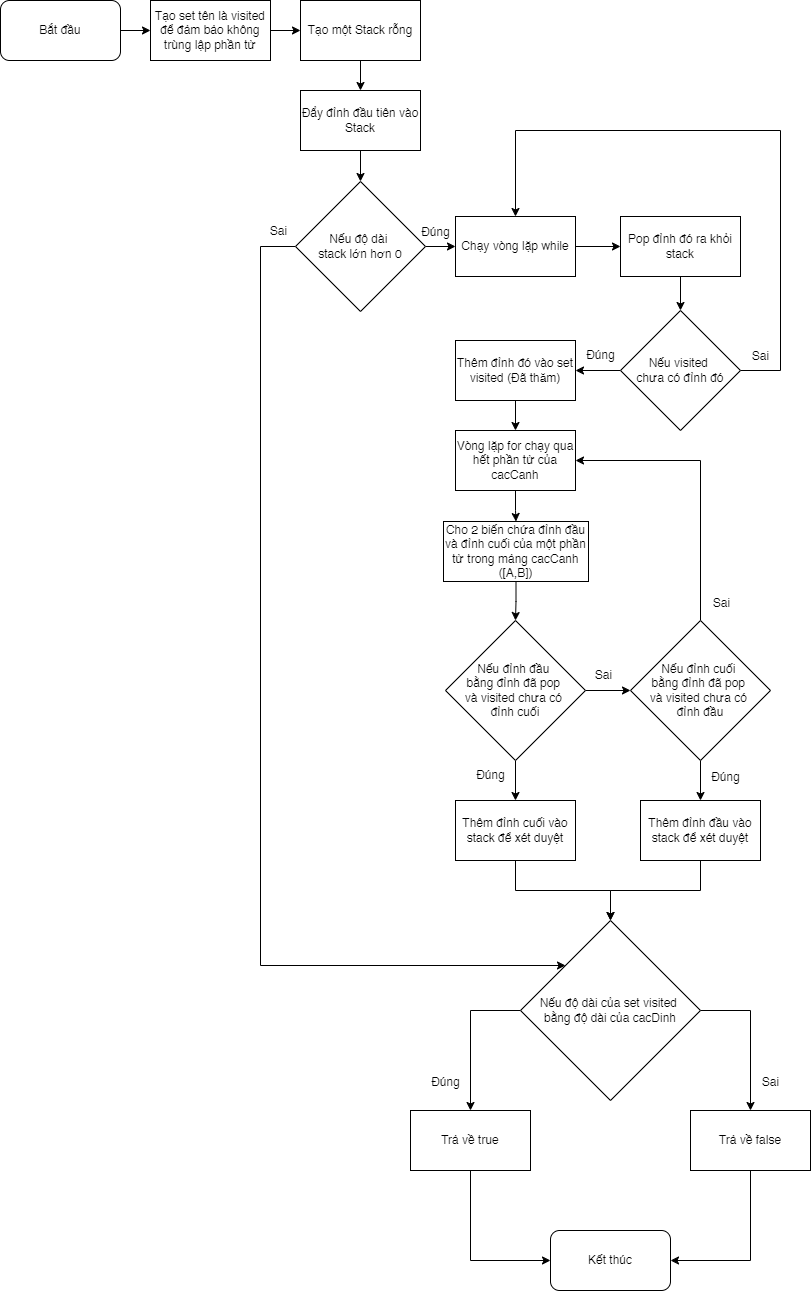 Bắt đầu
Tạo set tên là visited
để đảm bảo không
trùng lặp phần tử
Tạo một Stack rỗng
Đẩy đỉnh đầu tiên vào
Stack
Sai
Nếu độ dài
stack lớn hơn 0
Đúng
Chạy vòng lặp while
Pop đỉnh đó ra khỏi
stack
Thêm đỉnh đó vào set
visited (Đã thăm)
Đúng
Nếu visited
chưa có đỉnh đó
Sai
Vòng lặp for chạy qua
hết phần tử của
cacCanh
Cho 2 biến chứa đỉnh đầu
và đỉnh cuối của một phần
tử trong mảng cacCanh
([A,B])
Sai
Nếu đỉnh đầu
bằng đỉnh đã pop
và visited chưa có
đỉnh cuối
Sai
Nếu đỉnh cuối
bằng đỉnh đã pop
và visited chưa có
đỉnh đầu
Đúng
Đúng
Thêm đỉnh cuối vào
stack để xét duyệt
Thêm đỉnh đầu vào
stack để xét duyệt
Nếu độ dài của set visited
bằng độ dài của cacDinh
Đúng
Sai
Trả về true
Trả về false
Kết thúc